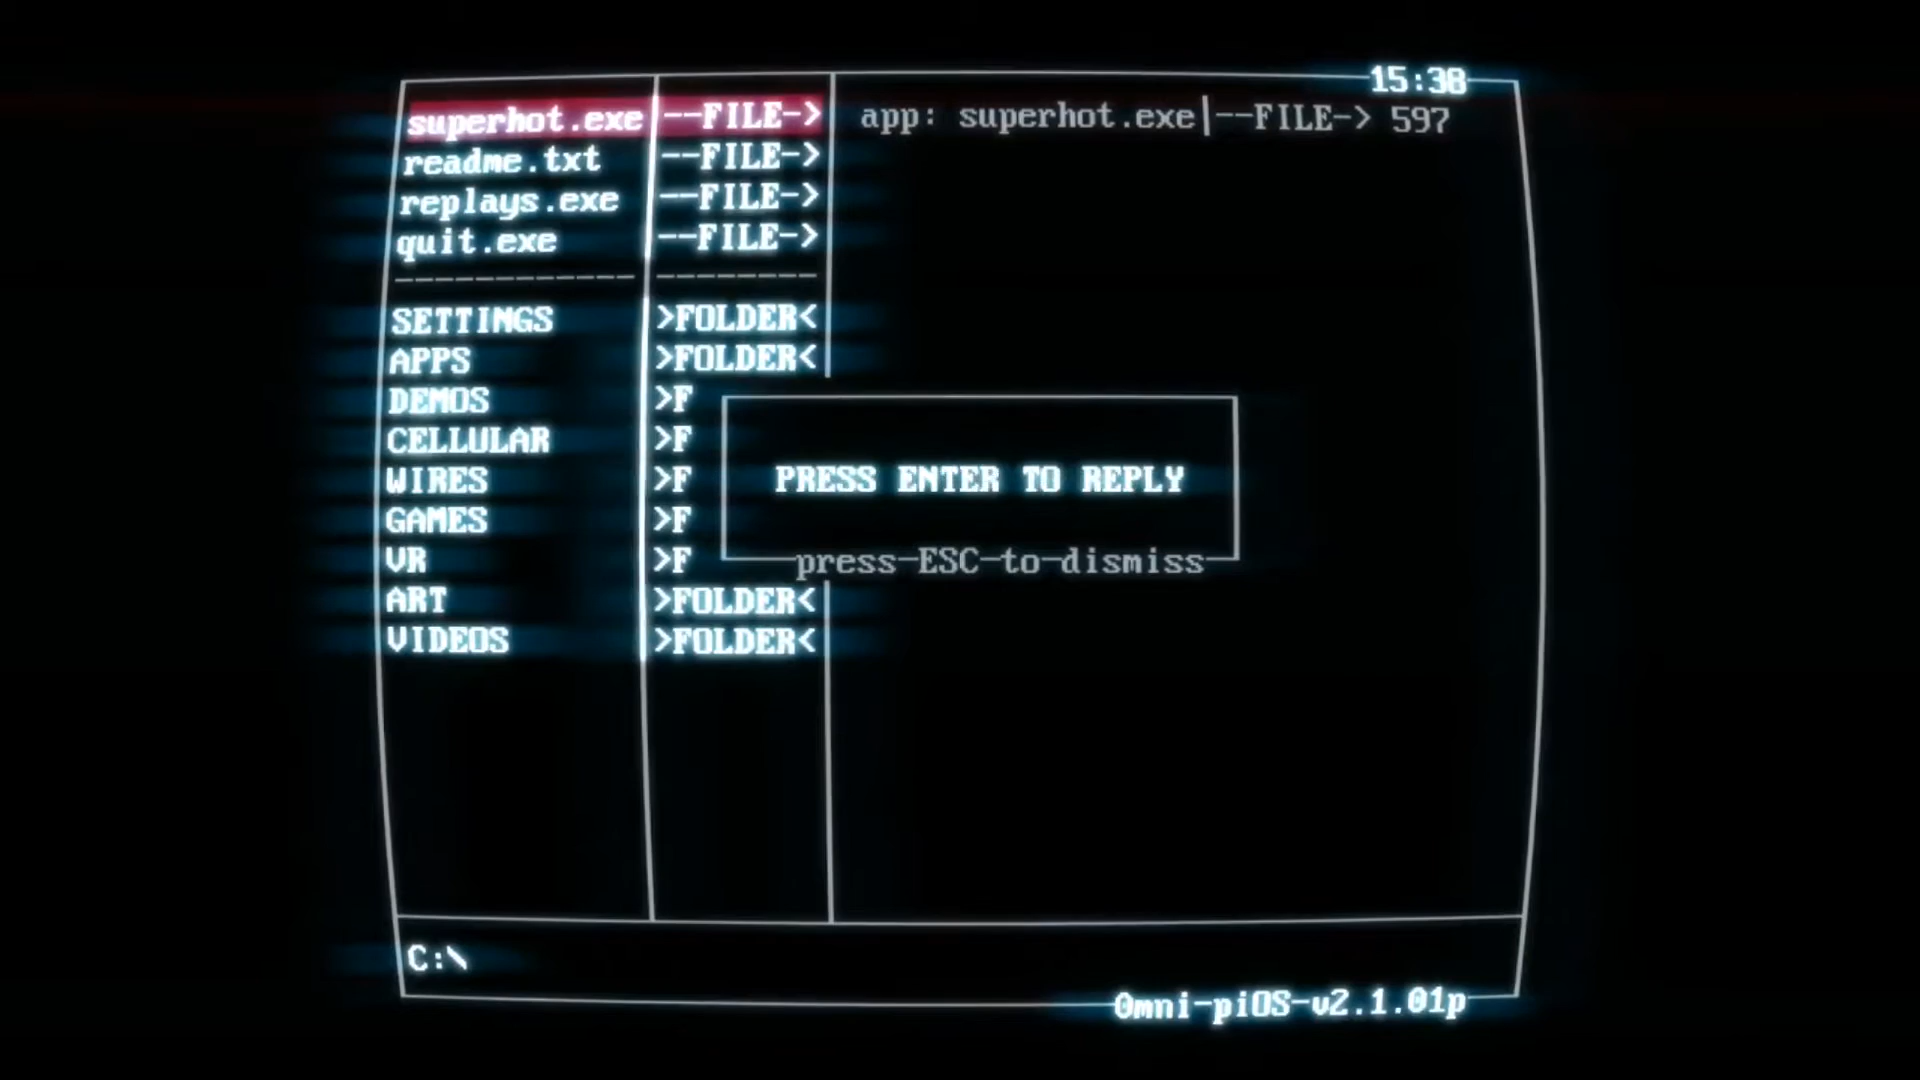 15:38
superhot.exe --FILE-> app: superhot.exe|--FILE-> 597
readme.txt --FILE->
replays.exe --FILE->
quit.exe --FILE->
------------ --------
SETTINGS >FOLDER<
APPS >FOLDER<
DEMOS >F
CELLULAR >F
WIRES >F PRESS ENTER TO REPLY
GAMES >F
VR >F press-ESC-to-dismiss
ART >FOLDER<
VIDEOS >FOLDER<
C:\
0mni-piOS-v2.1.01p